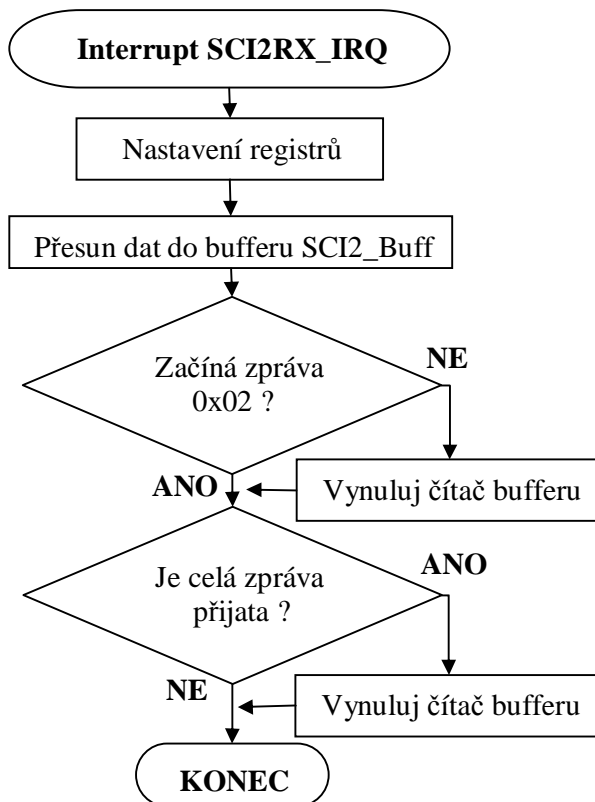 Interrupt SCI2RX_IRQ
Nastavení registrů
Přesun dat do bufferu SCI2_Buff
Začíná zpráva
0x02 ?
NE
ANO
Vynuluj čítač bufferu
Je celá zpráva
přijata ?
ANO
NE
Vynuluj čítač bufferu
KONEC